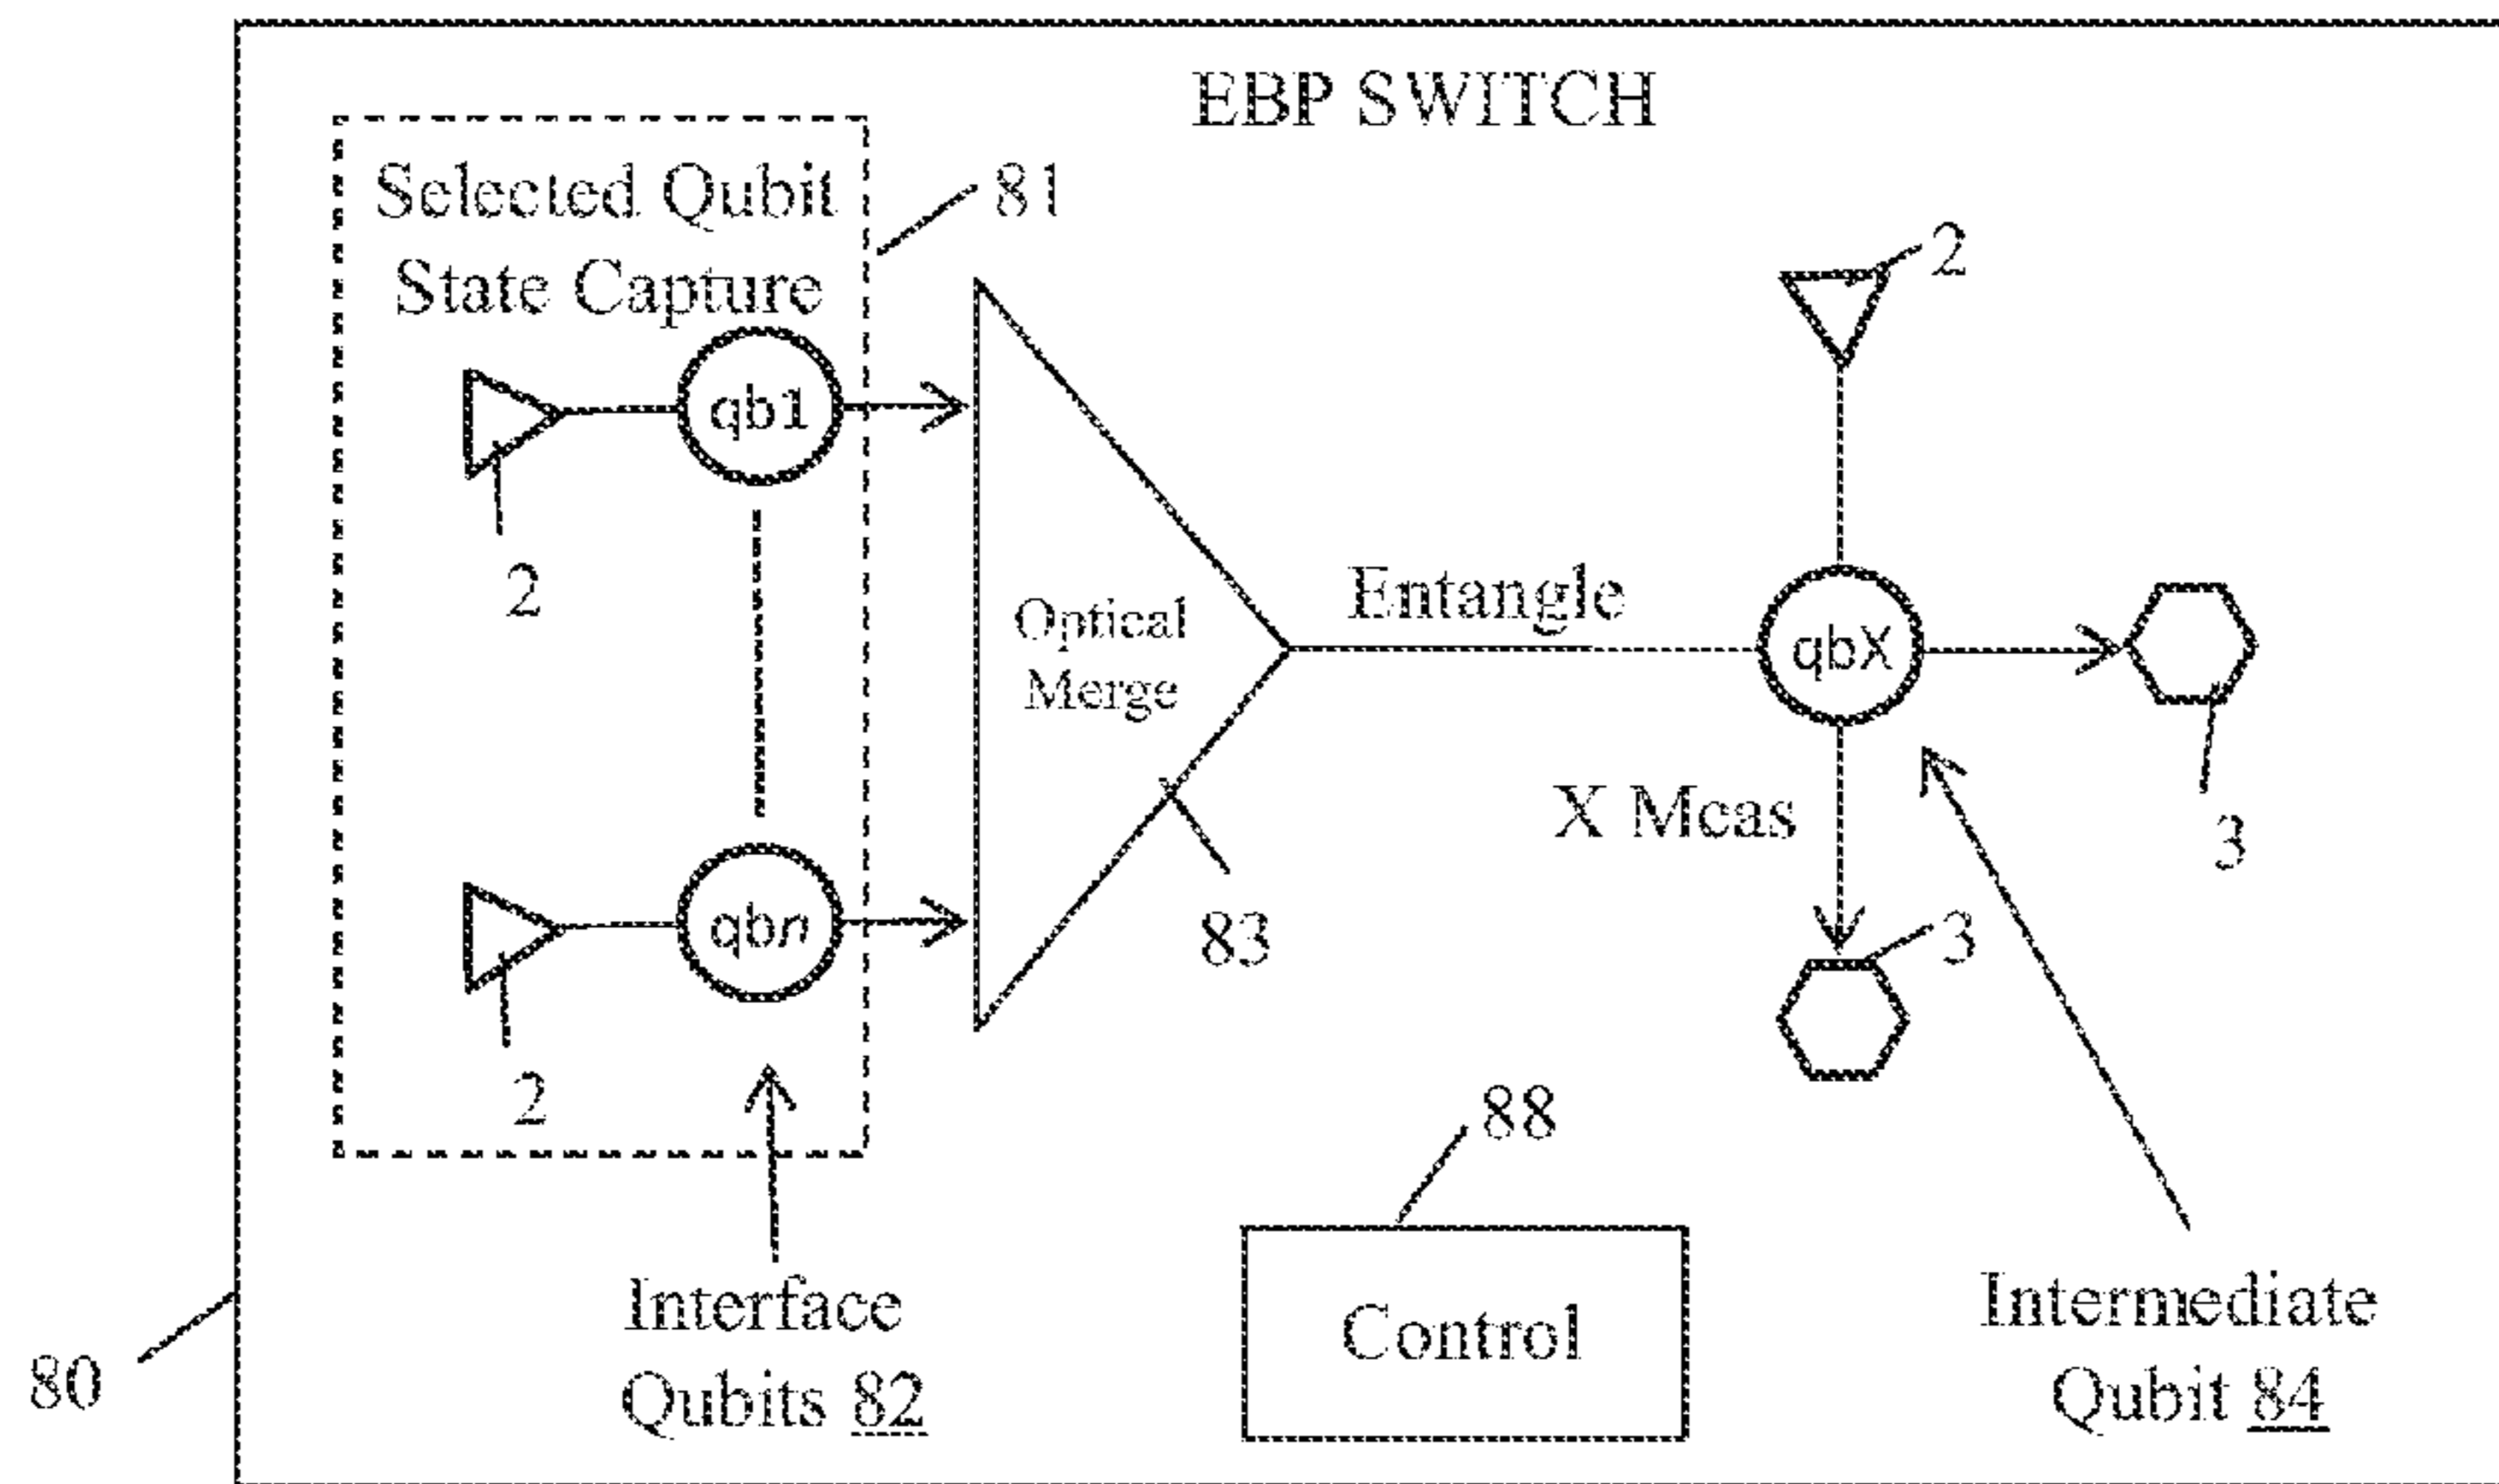 EBP SWITCH
Selected Qubit
State Capture
81
2
qb1
2
Optical
Merge
Entangle
qbX
X Meas
3
83
3
qbn
2
88
Control
Interface
Qubits 82
Intermediate
Qubit 84
80